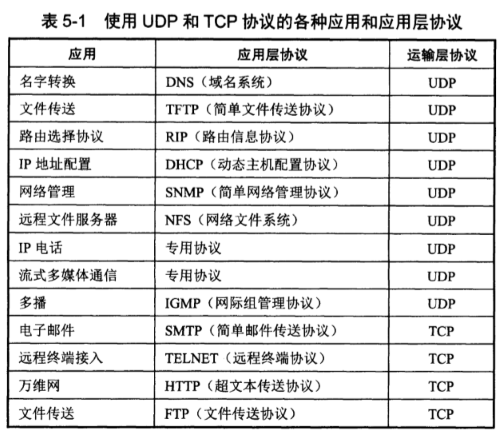 表 5-1 使用 UDP 和 TCP 协议的各种应用和应用层协议
应用 应用层协议 运输层协议
名字转换 DNS（域名系统） UDP
文件传送 TFTP（简单文件传送协议） UDP
路由选择协议 RIP（路由信息协议） UDP
IP 地址配置 DHCP（动态主机配置协议） UDP
网络管理 SNMP（简单网络管理协议） UDP
远程文件服务器 NFS（网络文件系统） UDP
IP 电话 专用协议 UDP
流式多媒体通信 专用协议 UDP
多播 IGMP（网际组管理协议） UDP
电子邮件 SMTP（简单邮件传送协议） TCP
远程终端接入 TELNET（远程终端协议） TCP
万维网 HTTP（超文本传送协议） TCP
文件传送 FTP（文件传送协议） TCP